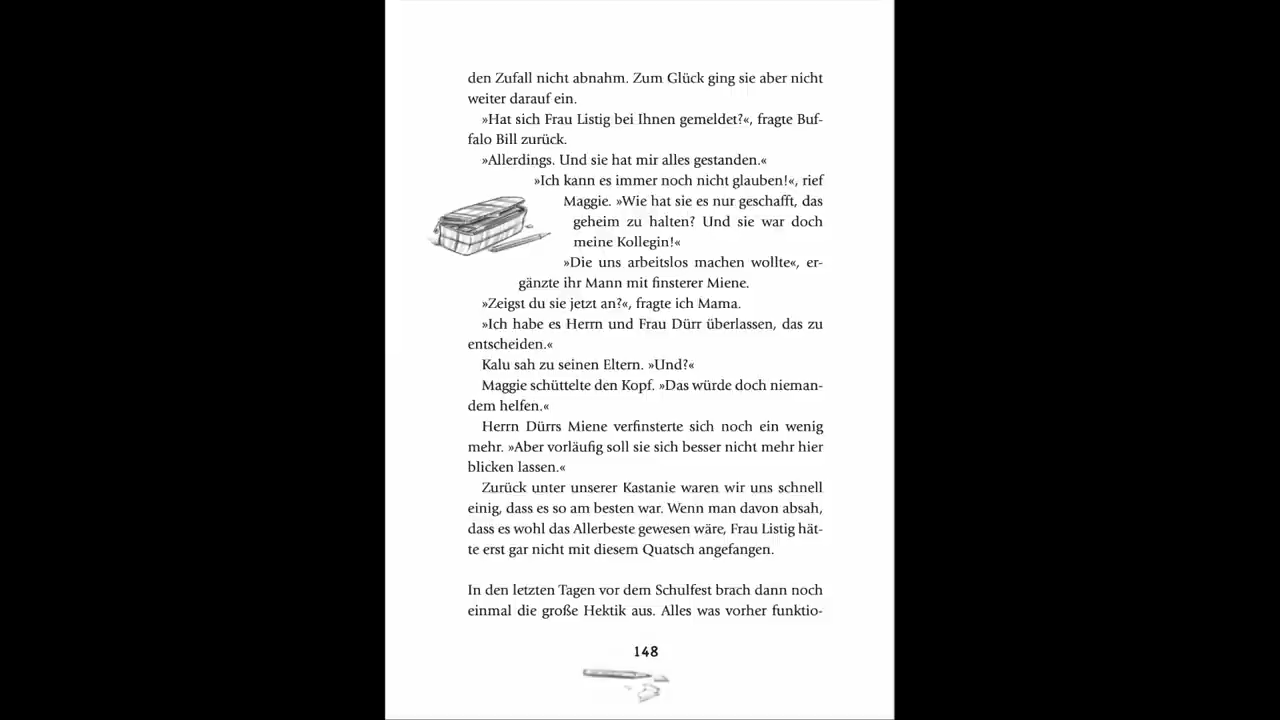 den Zufall nicht abnahm. Zum Glück ging sie aber nicht
weiter darauf ein.
»Hat sich Frau Listig bei Ihnen gemeldet?«, fragte Buf-
falo Bill zurück.
»Allerdings. Und sie hat mir alles gestanden.«
»Ich kann es immer noch nicht glauben!«, rief
Maggie. »Wie hat sie es nur geschafft, das
geheim zu halten? Und sie war doch
meine Kollegin!«
»Die uns arbeitslos machen wollte«, er-
gänzte ihr Mann mit finsterer Miene.
»Zeigst du sie jetzt an?«, fragte ich Mama.
»Ich habe es Herrn und Frau Dürr überlassen, das zu
entscheiden.«
Kalu sah zu seinen Eltern. »Und?«
Maggie schüttelte den Kopf. »Das würde doch nieman-
dem helfen.«
Herrn Dürrs Miene verfinsterte sich noch ein wenig
mehr. »Aber vorläufig soll sie sich besser nicht mehr hier
blicken lassen.«
Zurück unter unserer Kastanie waren wir uns schnell
einig, dass es so am besten war. Wenn man davon absah,
dass es wohl das Allerbeste gewesen wäre, Frau Listig hät-
te erst gar nicht mit diesem Quatsch angefangen.
In den letzten Tagen vor dem Schulfest brach dann noch
einmal die große Hektik aus. Alles was vorher funktio-
148